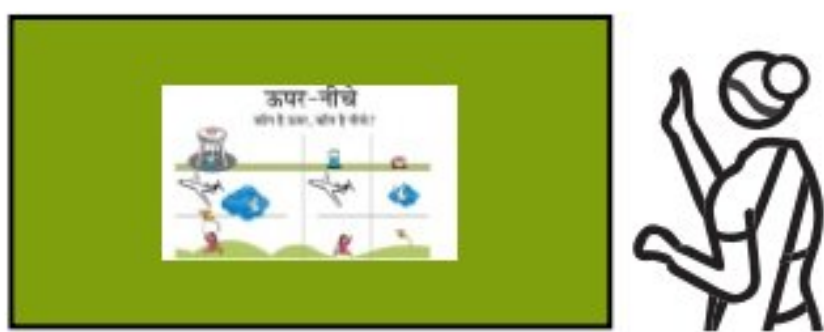 ऊपर-नीचे
कौन है ऊपर, कौन है नीचे?